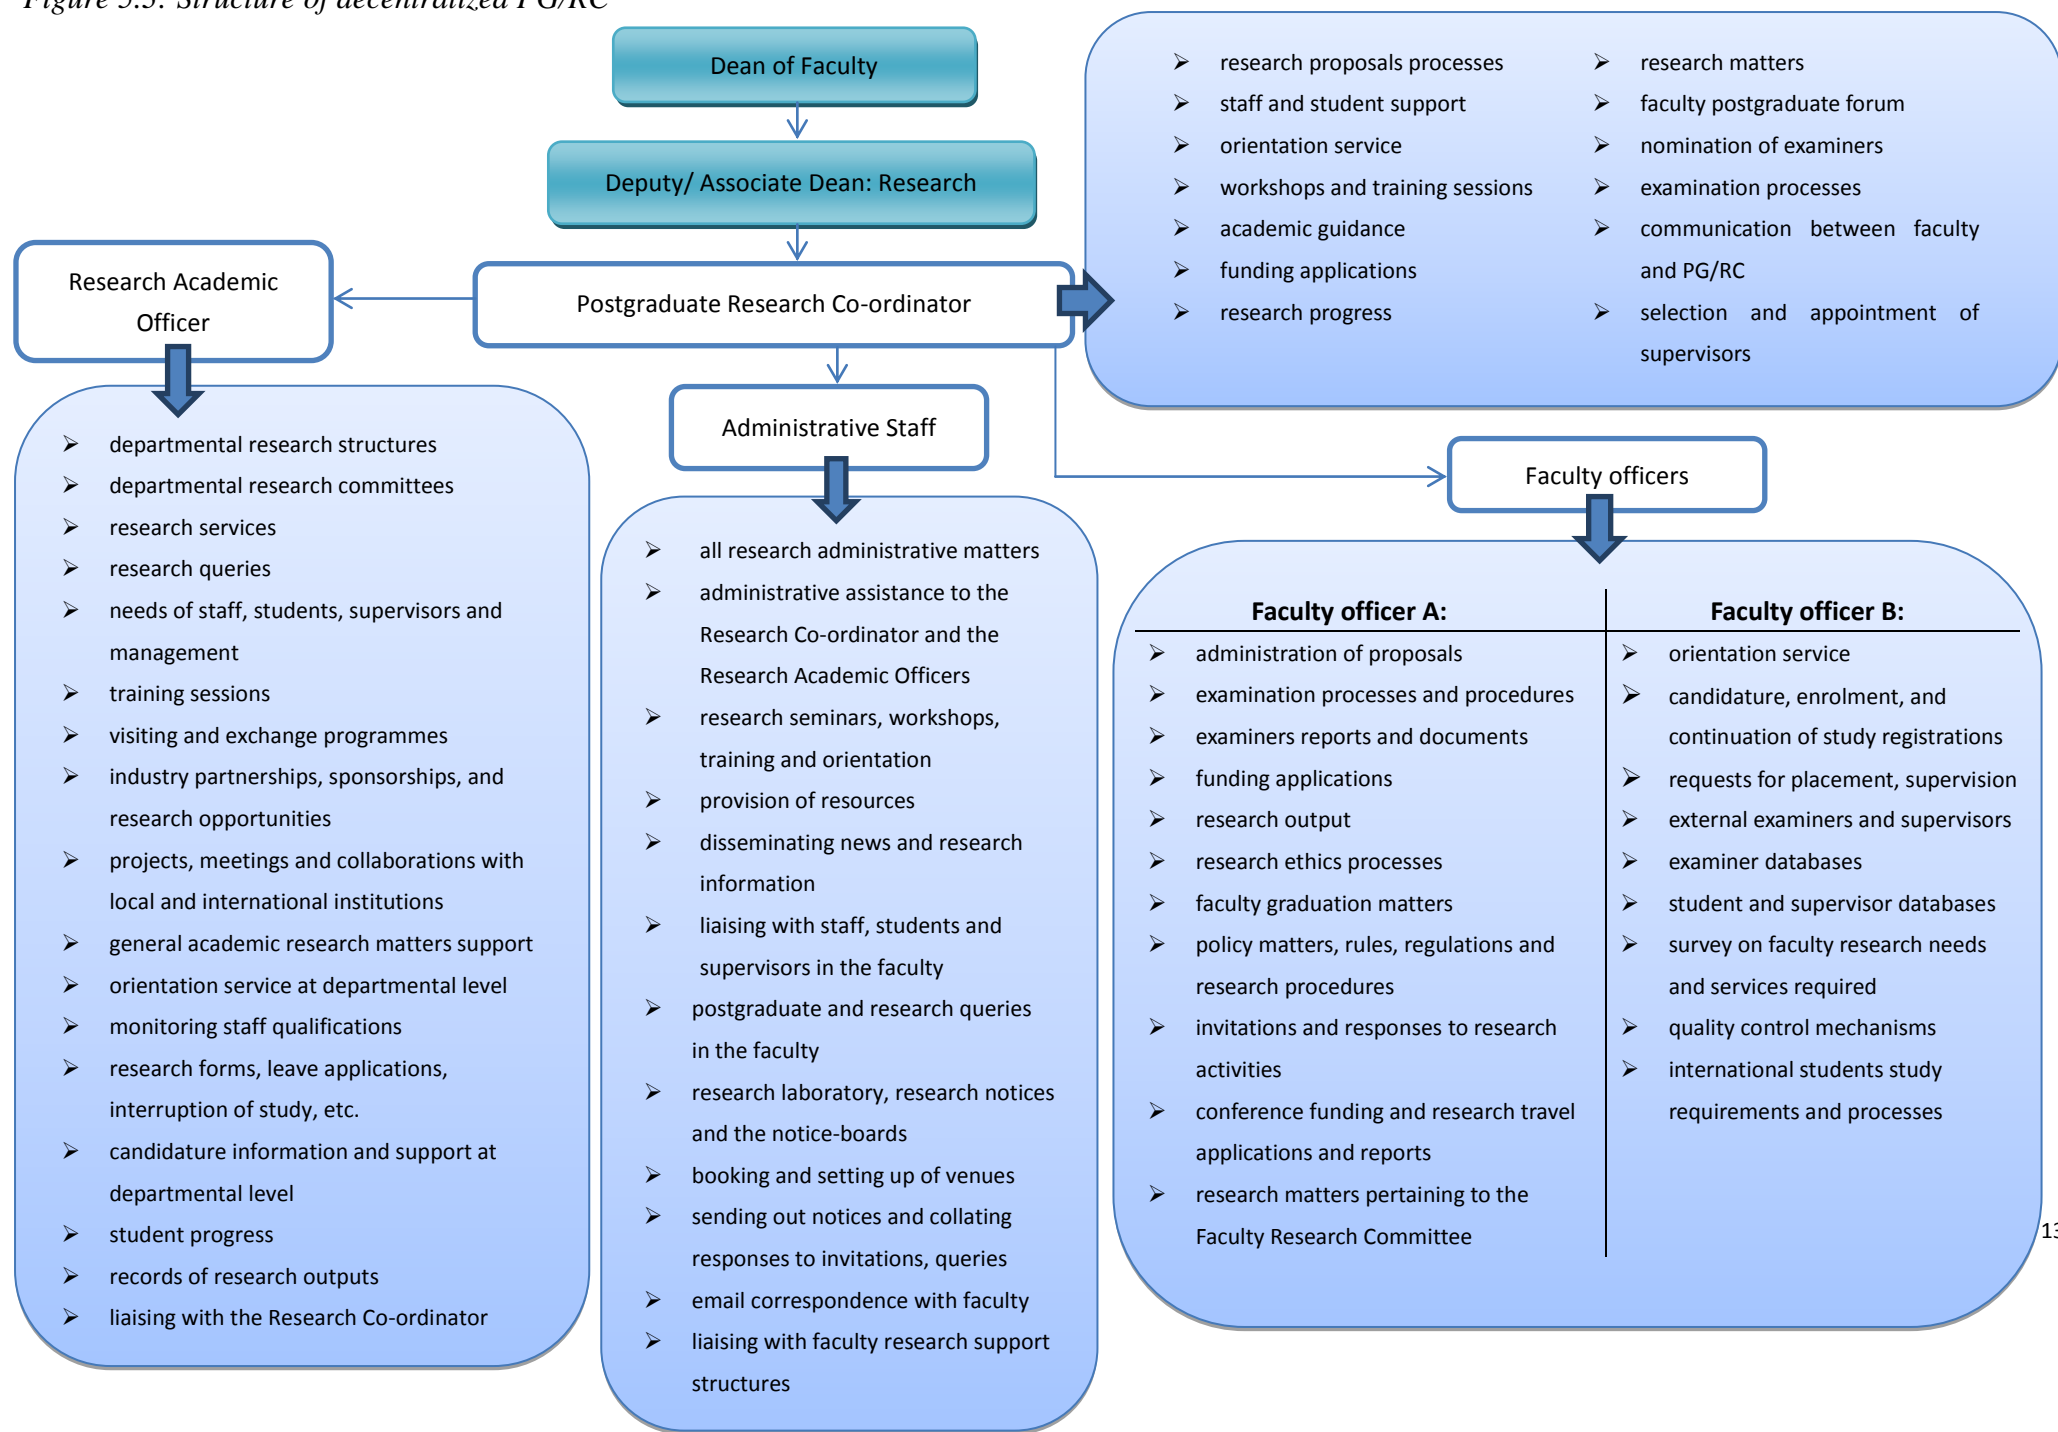 Figure 5.3: Structure of decentralized PG/RC
Dean of Faculty
Deputy/ Associate Dean: Research
Postgraduate Research Co-ordinator
research proposals processes
staff and student support
orientation service
workshops and training sessions
academic guidance
funding applications
research progress
research matters
faculty postgraduate forum
nomination of examiners
examination processes
communication between faculty
and PG/RC
selection and appointment of
supervisors
Research Academic
Officer
departmental research structures
departmental research committees
research services
research queries
needs of staff, students, supervisors and
management
training sessions
visiting and exchange programmes
industry partnerships, sponsorships, and
research opportunities
projects, meetings and collaborations with
local and international institutions
general academic research matters support
orientation service at departmental level
monitoring staff qualifications
research forms, leave applications,
interruption of study, etc.
candidature information and support at
departmental level
student progress
records of research outputs
liaising with the Research Co-ordinator
Administrative Staff
all research administrative matters
administrative assistance to the
Research Co-ordinator and the
Research Academic Officers
research seminars, workshops,
training and orientation
provision of resources
disseminating news and research
information
liaising with staff, students and
supervisors in the faculty
postgraduate and research queries
in the faculty
research laboratory, research notices
and the notice-boards
booking and setting up of venues
sending out notices and collating
responses to invitations, queries
email correspondence with faculty
liaising with faculty research support
structures
Faculty officers
Faculty officer A:
administration of proposals
examination processes and procedures
examiners reports and documents
funding applications
research output
research ethics processes
faculty graduation matters
policy matters, rules, regulations and
research procedures
invitations and responses to research
activities
conference funding and research travel
applications and reports
research matters pertaining to the
Faculty Research Committee
Faculty officer B:
orientation service
candidature, enrolment, and
continuation of study registrations
requests for placement, supervision
external examiners and supervisors
examiner databases
student and supervisor databases
survey on faculty research needs
and services required
quality control mechanisms
international students study
requirements and processes